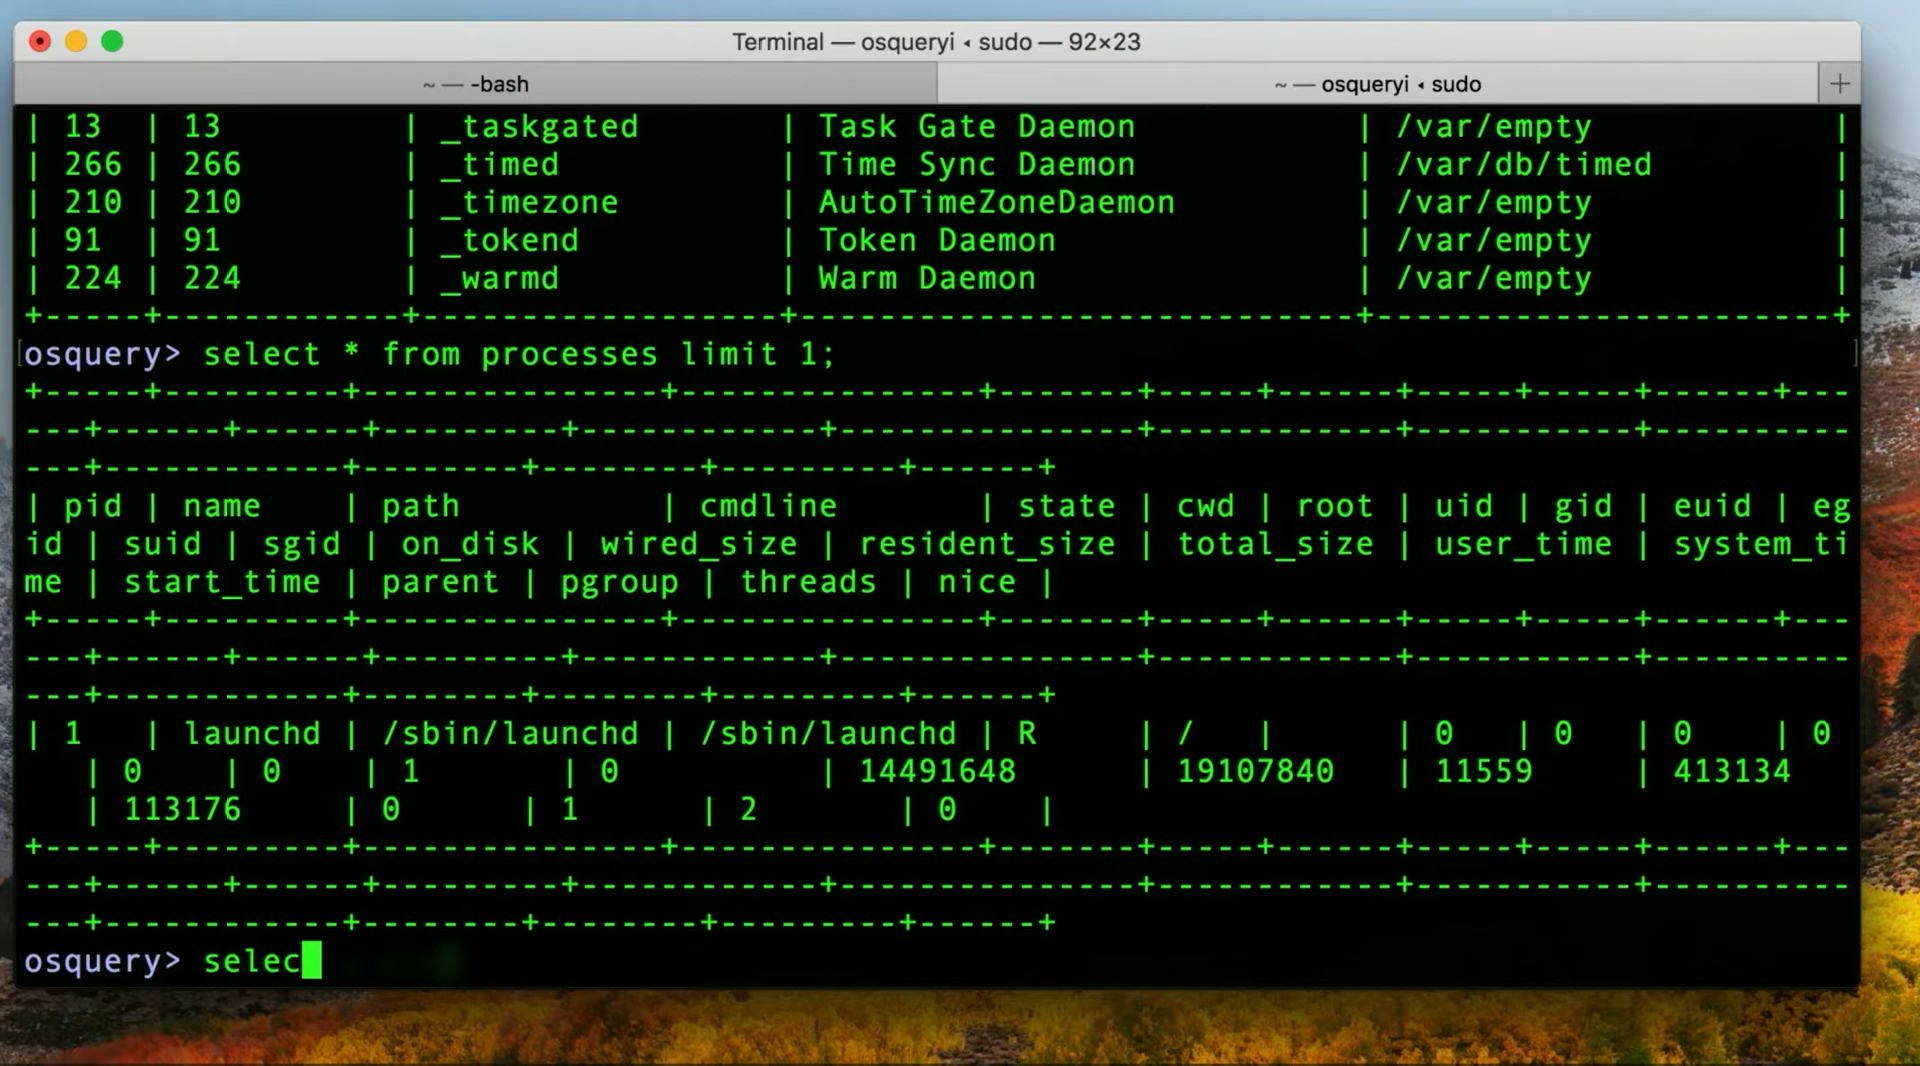 Terminal — osqueryi ◂ sudo — 92×23
~ — -bash
~ — osqueryi ◂ sudo
+
| 13  | 13         | _taskgated       | Task Gate Daemon           | /var/empty            |
| 266 | 266        | _timed           | Time Sync Daemon           | /var/db/timed         |
| 210 | 210        | _timezone        | AutoTimeZoneDaemon         | /var/empty            |
| 91  | 91         | _tokend          | Token Daemon               | /var/empty            |
| 224 | 224        | _warmd           | Warm Daemon                | /var/empty            |
+-----+------------+------------------+----------------------------+-----------------------+
osquery> select * from processes limit 1;
+-----+---------+---------------+---------------+-------+-----+------+-----+-----+------+---
---+------+------+---------+------------+---------------+------------+-----------+----------
---+------------+--------+--------+---------+------+
| pid | name    | path          | cmdline       | state | cwd | root | uid | gid | euid | eg
id | suid | sgid | on_disk | wired_size | resident_size | total_size | user_time | system_ti
me | start_time | parent | pgroup | threads | nice |
+-----+---------+---------------+---------------+-------+-----+------+-----+-----+------+---
---+------+------+---------+------------+---------------+------------+-----------+----------
---+------------+--------+--------+---------+------+
| 1   | launchd | /sbin/launchd | /sbin/launchd | R     | /   |      | 0   | 0   | 0    | 0
   | 0    | 0    | 1       | 0          | 14491648      | 19107840   | 11559     | 413134
   | 113176     | 0      | 1      | 2       | 0    |
+-----+---------+---------------+---------------+-------+-----+------+-----+-----+------+---
---+------+------+---------+------------+---------------+------------+-----------+----------
---+------------+--------+--------+---------+------+
osquery> selec